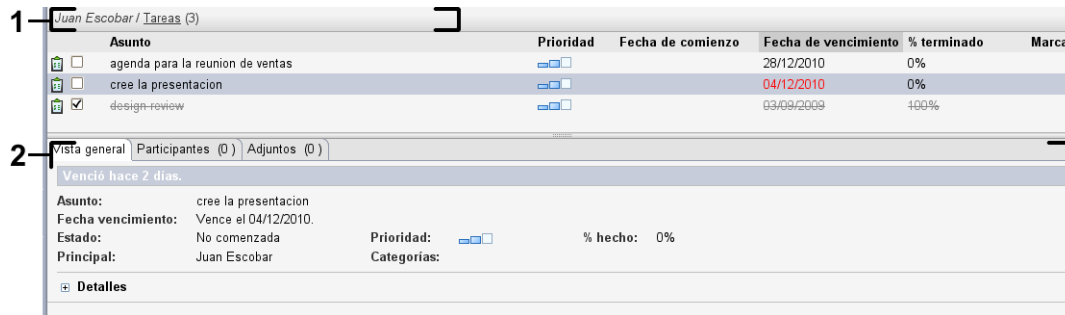 1
Juan Escobar / Tareas (3)
Asunto Prioridad Fecha de comienzo Fecha de vencimiento % terminado Marca
agenda para la reunion de ventas 28/12/2010 0%
cree la presentacion 04/12/2010 0%
design review 03/09/2009 100%
2
Vista general Participantes (0) Adjuntos (0)
Venció hace 2 días.
Asunto: cree la presentacion
Fecha vencimiento: Vence el 04/12/2010.
Estado: No comenzada Prioridad: % hecho: 0%
Principal: Juan Escobar Categorías:
Detalles